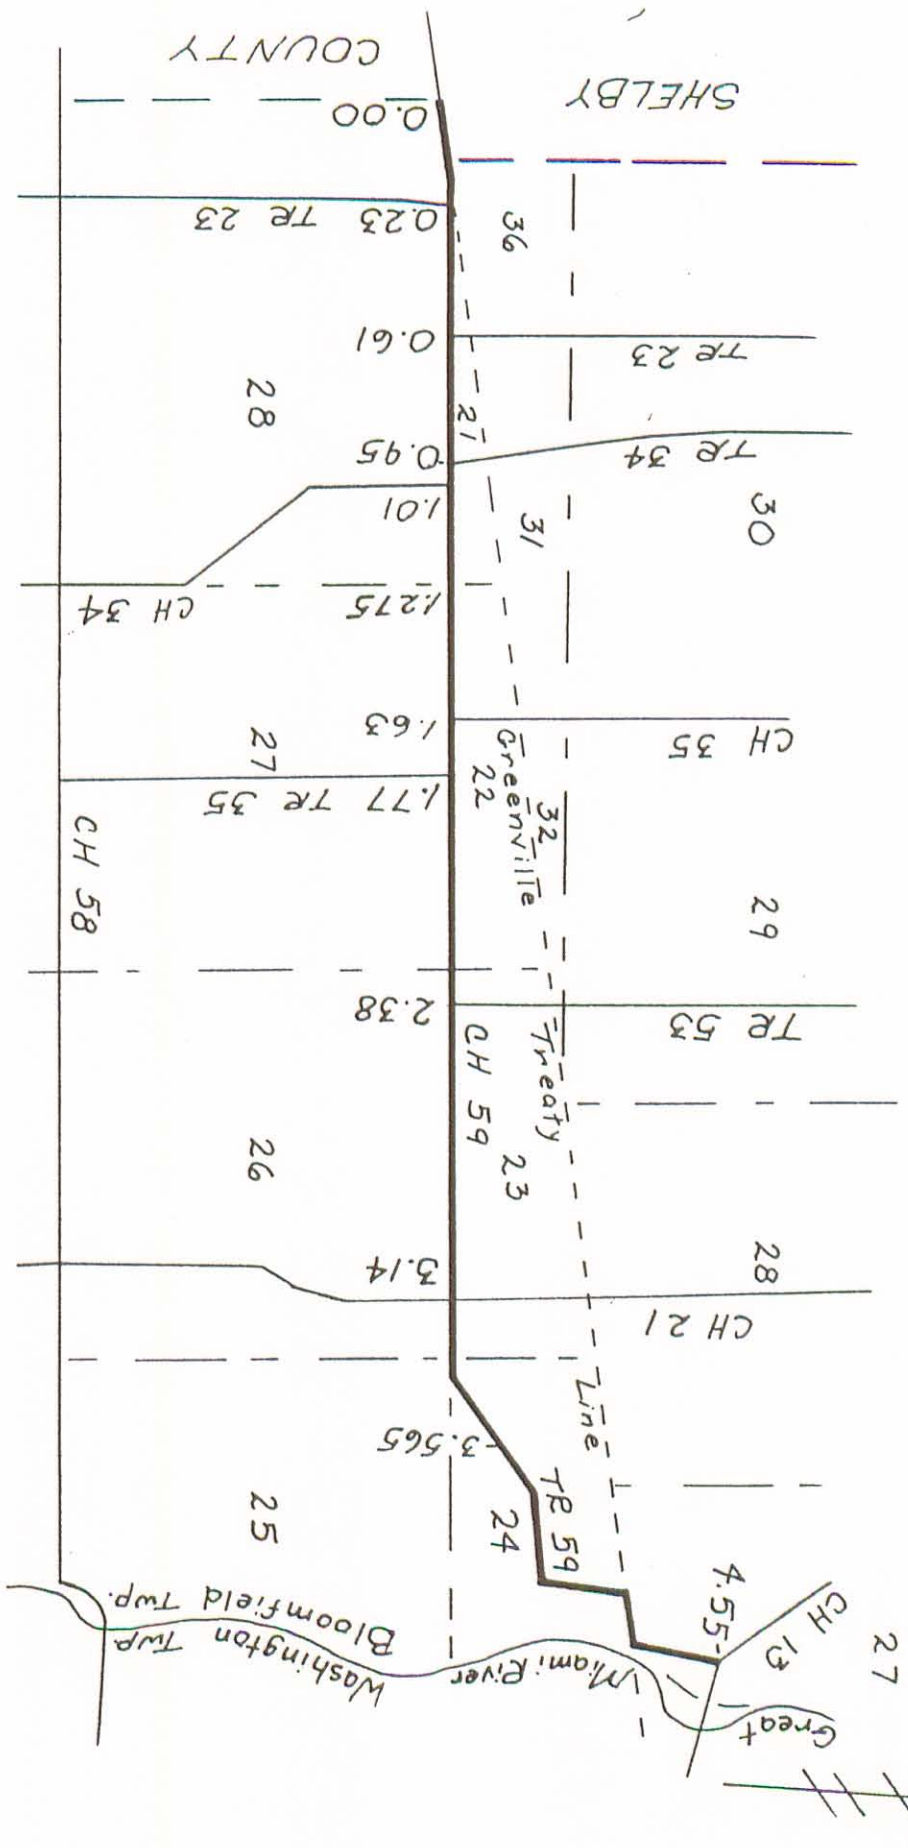 SHELBY
COUNTY
0.00
TR 23
0.23
36
0.61
TR 23
28
21
0.95
TR 34
1.01
31
30
CH 34
1.275
1.63
CH 35
27
22
32
Greenville Treaty Line
1.77
TR 35
CH 58
29
2.38
TR 53
CH 59
23
26
28
3.14
CH 21
3.565
25
24
TR 59
4.55
CH 13
27
Bloomfield Twp.
Washington Twp.
Great Miami River